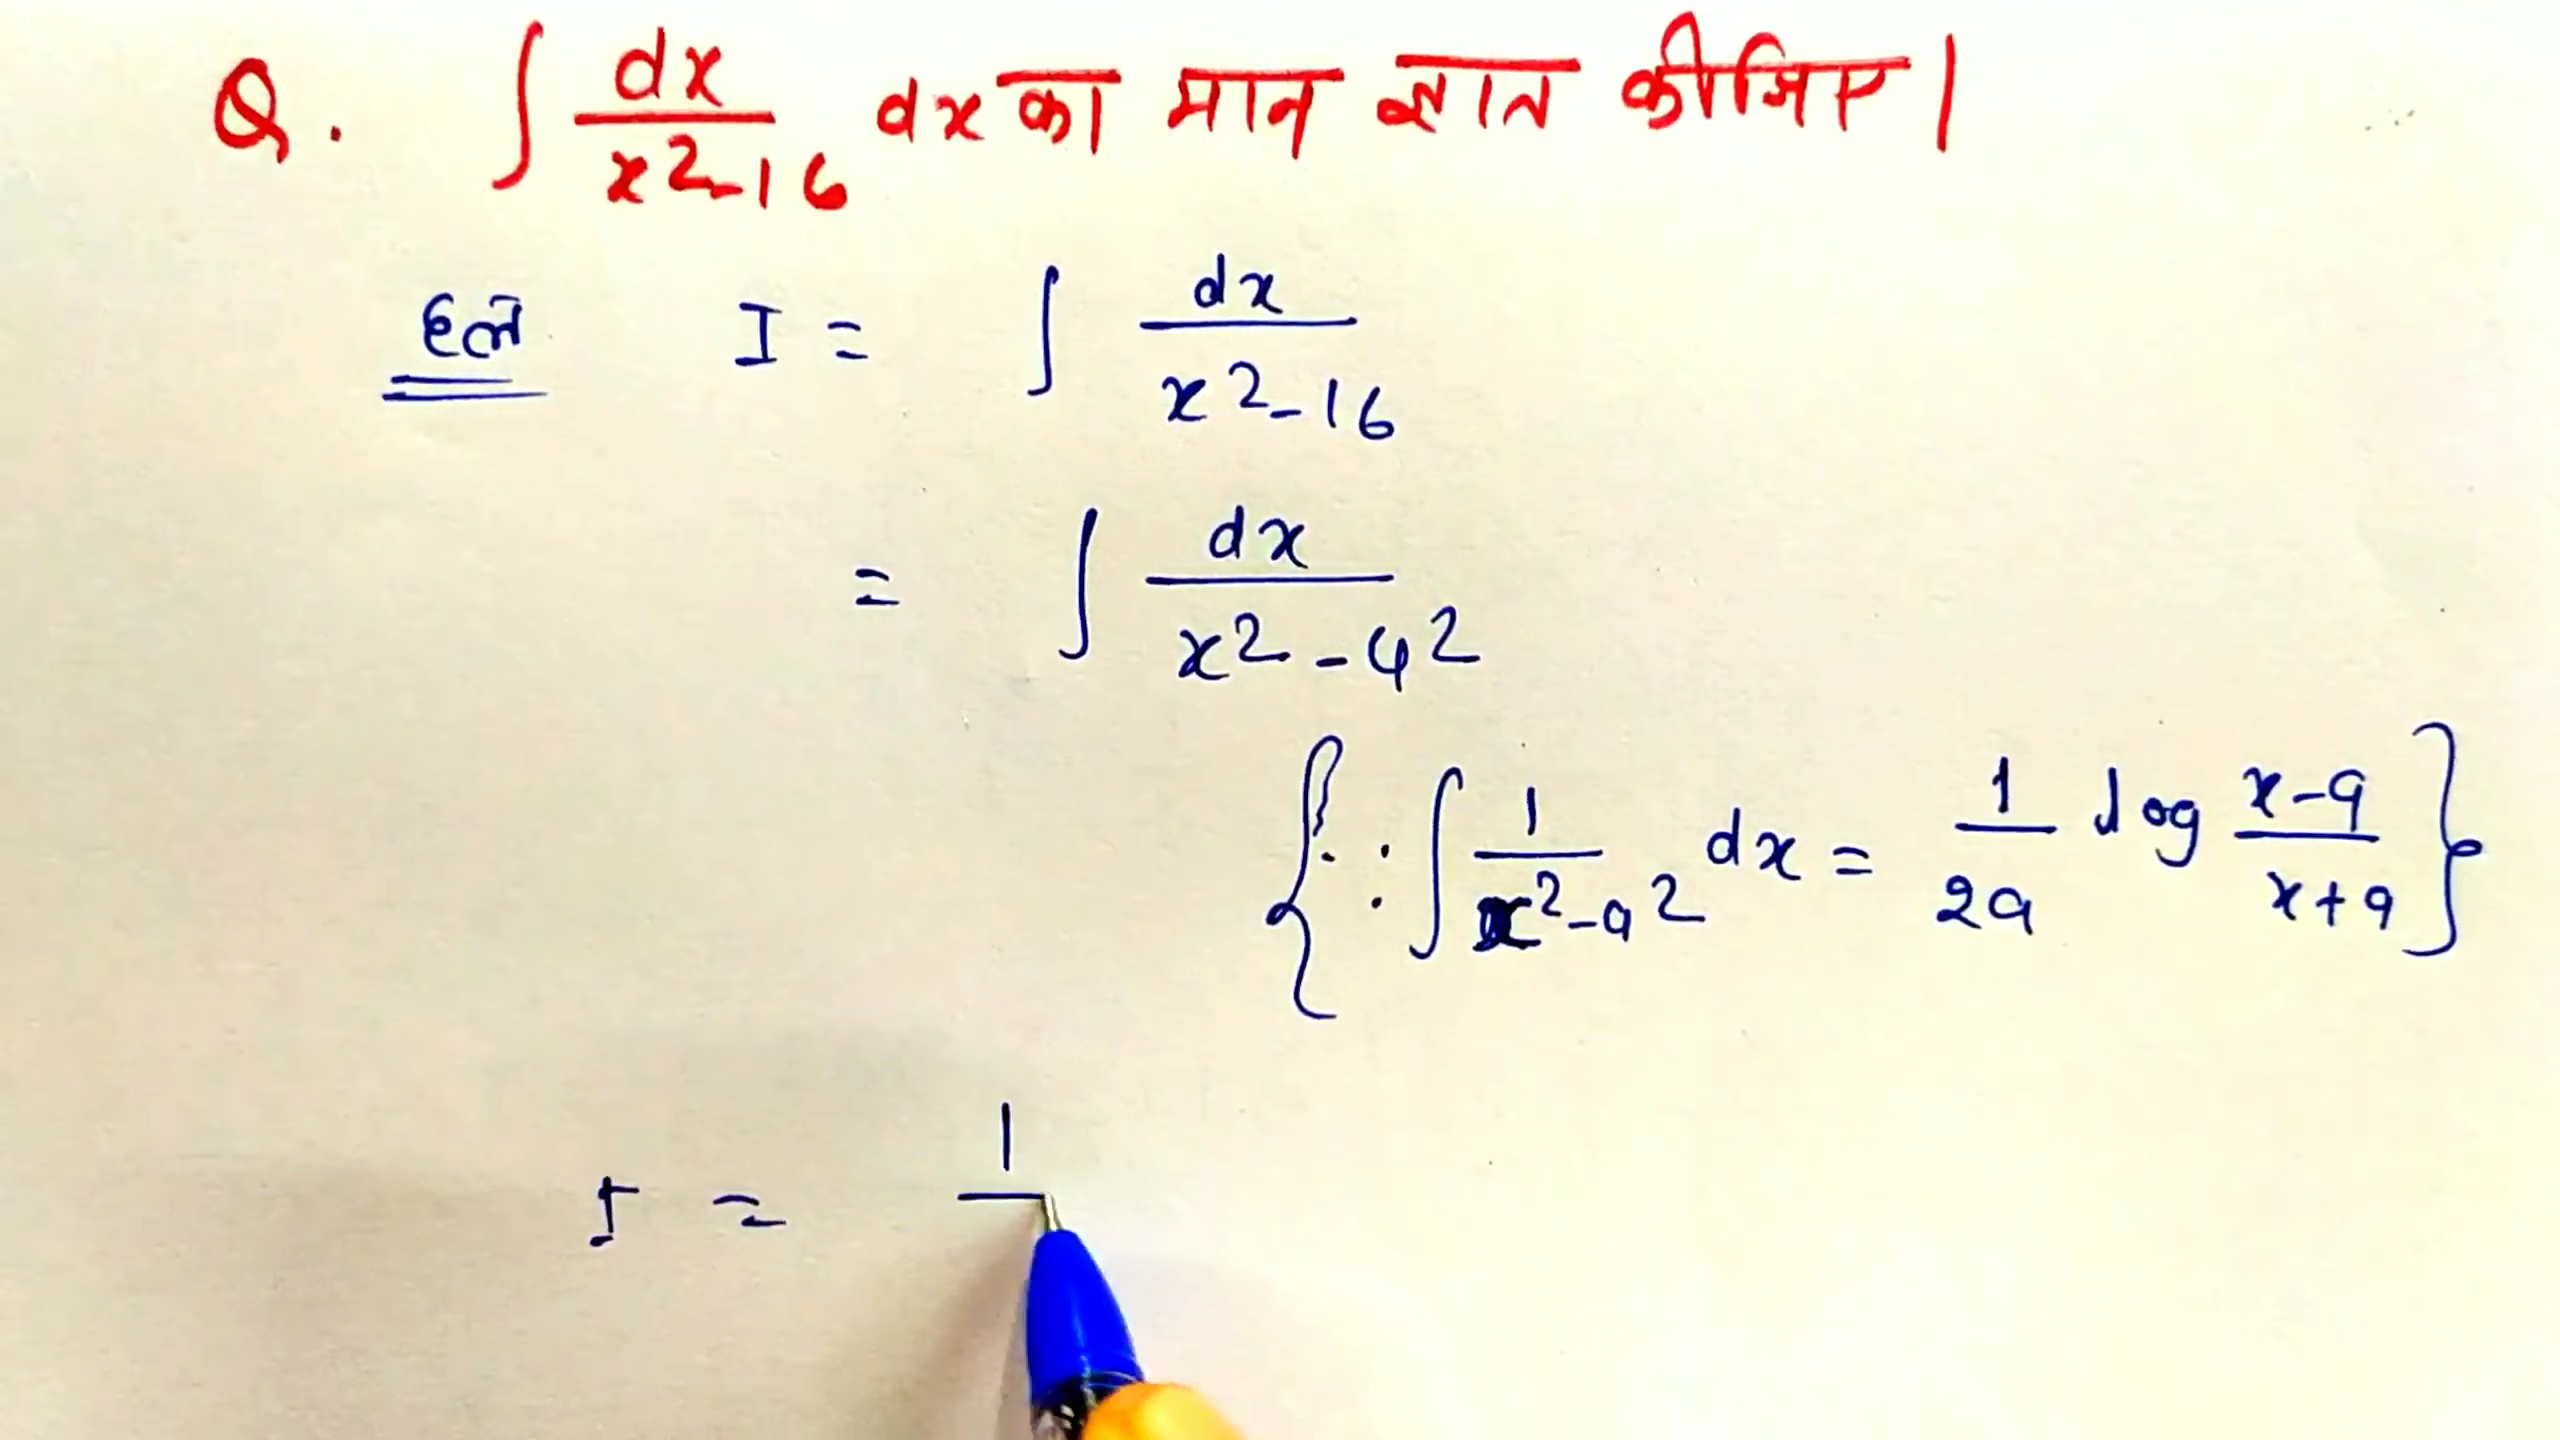 Q. ∫ dx/x²-16 dx का मान ज्ञात कीजिए।
हल I = ∫ dx/x²-16
= ∫ dx/x²-4²
{∵ ∫ 1/x²-a² dx = 1/2a log x-a/x+a}
I = 1